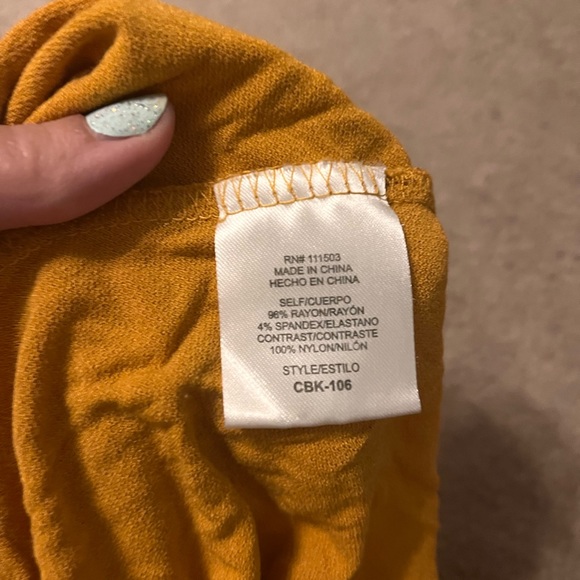 RN# 111503
MADE IN CHINA
HECHO EN CHINA
SELF/CUERPO
96% RAYON/RAYÓN
4% SPANDEX/ELASTANO
CONTRAST/CONTRASTE
100% NYLON/NILÓN
STYLE/ESTILO
CBK-106